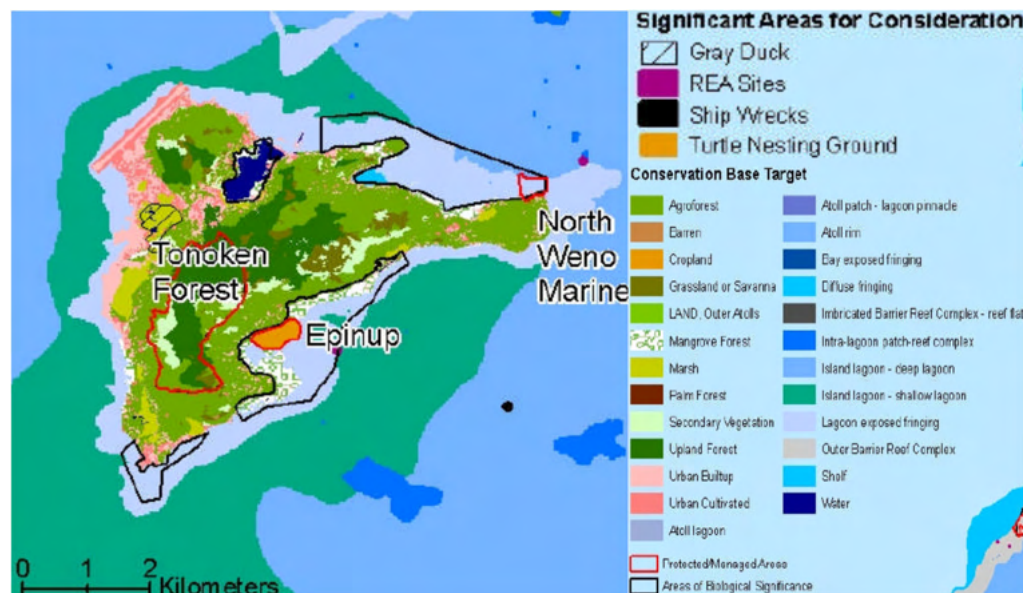 Tonoken
Forest
North
Weno
Marine
Epinup
0 1 2
Kilometers
Significant Areas for Consideration
Gray Duck
REA Sites
Ship Wrecks
Turtle Nesting Ground
Conservation Base Target
Agroforest
Barren
Cropland
Grassland or Savanna
LAND, Outer Atolls
Mangrove Forest
Marsh
Palm Forest
Secondary Vegetation
Upland Forest
Urban Builtup
Urban Cultivated
Atoll lagoon
Atoll patch - lagoon pinnacle
Atoll rim
Bay exposed fringing
Diffuse fringing
Imbricated Barrier Reef Complex - reef flat
Intra-lagoon patch-reef complex
Island lagoon - deep lagoon
Island lagoon - shallow lagoon
Lagoon exposed fringing
Outer Barrier Reef Complex
Shelf
Water
Protected/Managed Areas
Areas of Biological Significance